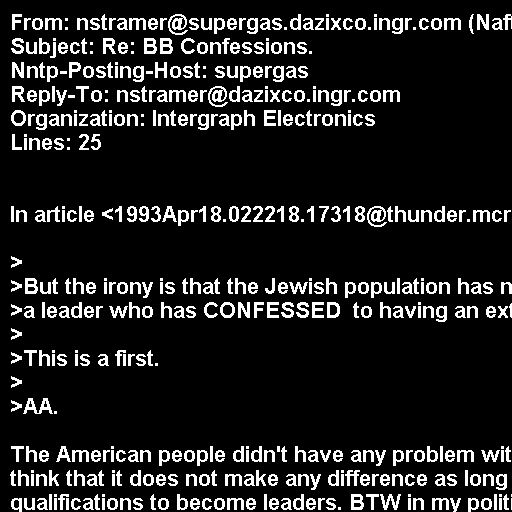 From: nstramer@supergas.dazixco.ingr.com (Naft
Subject: Re: BB Confessions.
Nntp-Posting-Host: supergas
Reply-To: nstramer@dazixco.ingr.com
Organization: Intergraph Electronics
Lines: 25
In article <1993Apr18.022218.17318@thunder.mcr
>
>But the irony is that the Jewish population has n
>a leader who has CONFESSED  to having an ext
>
>This is a first.
>
>AA.
The American people didn't have any problem wit
think that it does not make any difference as long
qualifications to become leaders. BTW in my politi